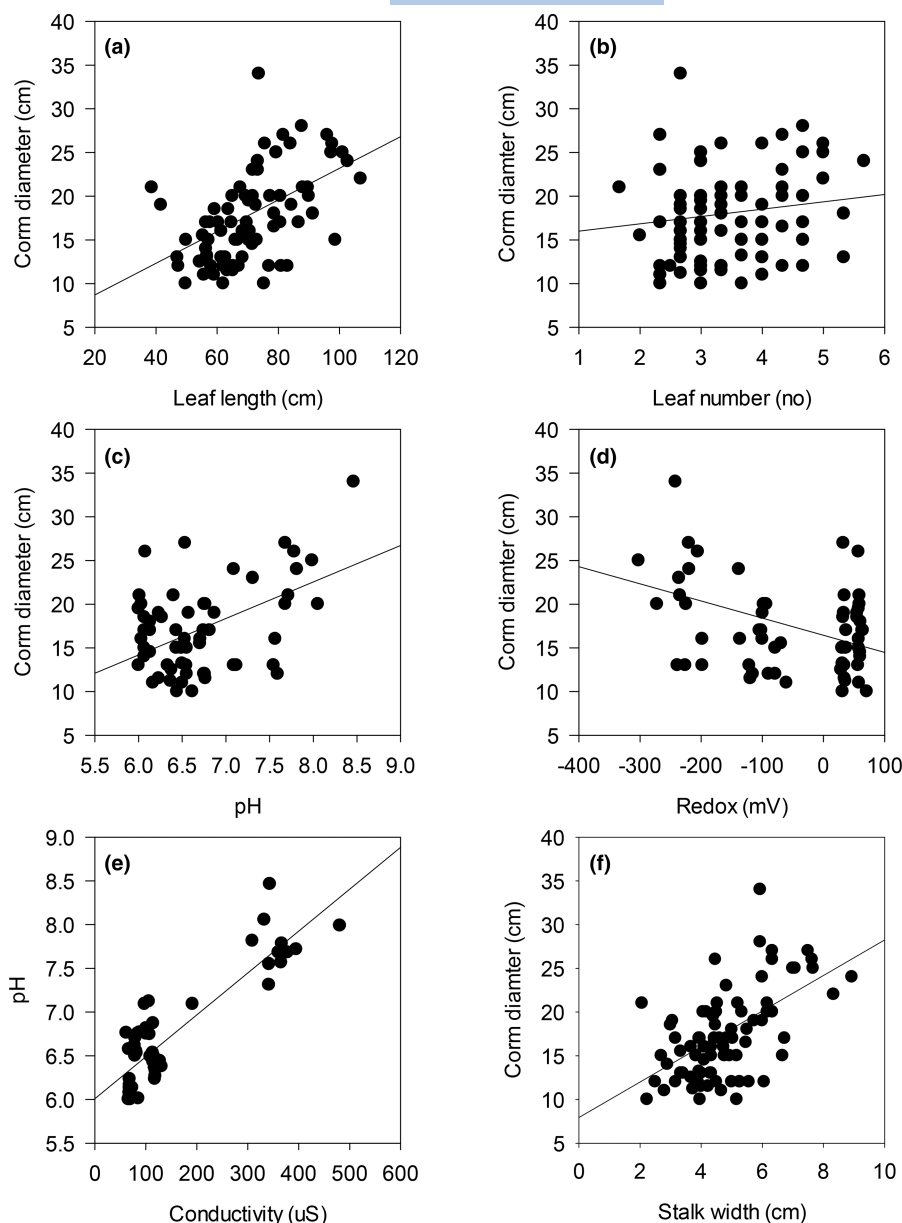 40
35
30
25
20
15
10
5
(a)
Corm diameter (cm)
20 40 60 80 100 120
Leaf length (cm)
40
35
30
25
20
15
10
5
(b)
Corm diamter (cm)
1 2 3 4 5 6
Leaf number (no)
40
35
30
25
20
15
10
5
(c)
Corm diameter (cm)
5.5 6.0 6.5 7.0 7.5 8.0 8.5 9.0
pH
40
35
30
25
20
15
10
5
(d)
Corm diamter (cm)
-400 -300 -200 -100 0 100
Redox (mV)
9.0
8.5
8.0
7.5
7.0
6.5
6.0
5.5
(e)
pH
0 100 200 300 400 500 600
Conductivity (uS)
40
35
30
25
20
15
10
5
(f)
Corm diamter (cm)
0 2 4 6 8 10
Stalk width (cm)